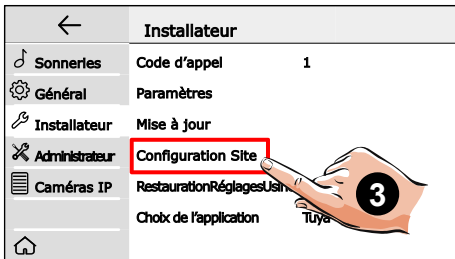 Installateur
Sonneries
Général
Installateur
Administrateur
Caméras IP
Code d'appel 1
Paramètres
Mise à jour
Configuration Site
RestaurationRéglagesUsin
Choix de l'application Tuya
3